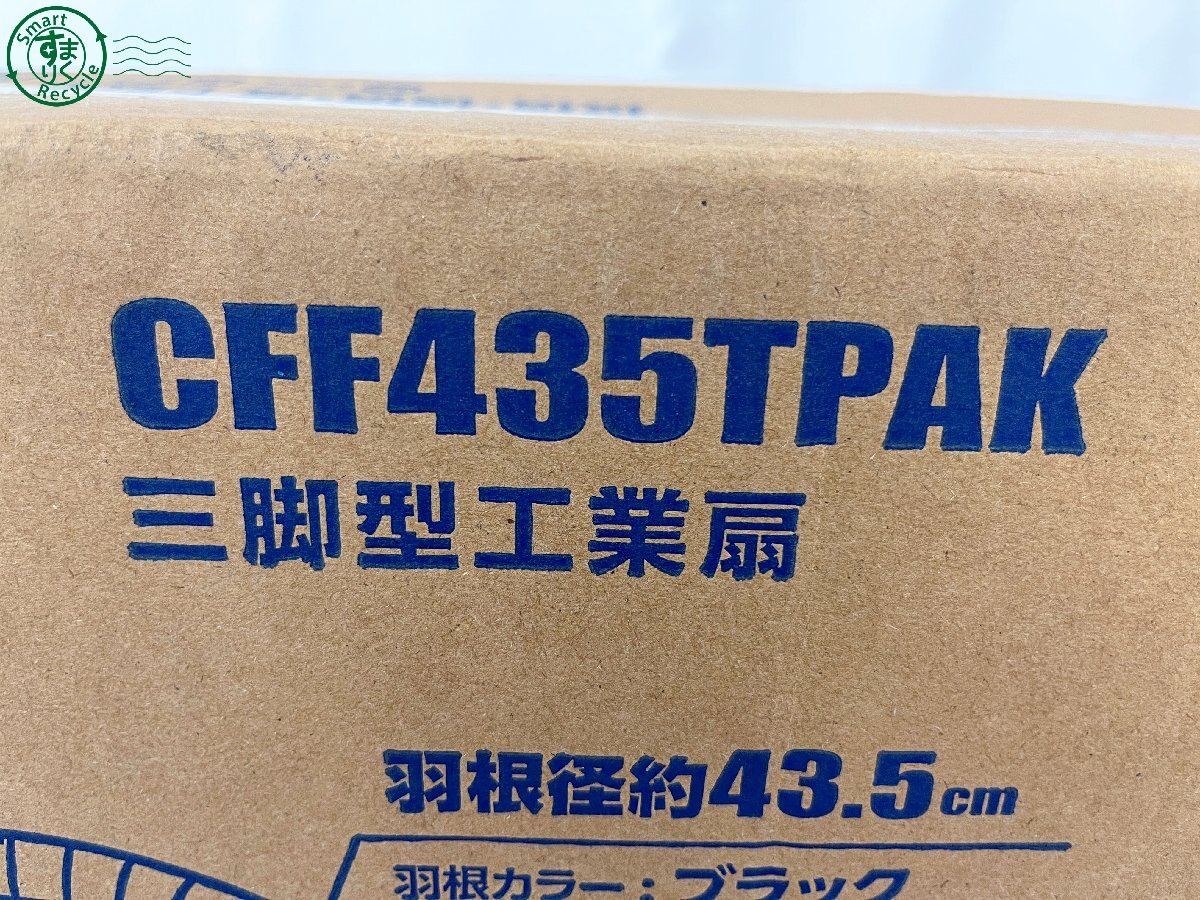 Smart
すまりく
Recycle
CFF435TPAK
三脚型工業扇
羽根径約43.5cm
羽根カラー：ブラック